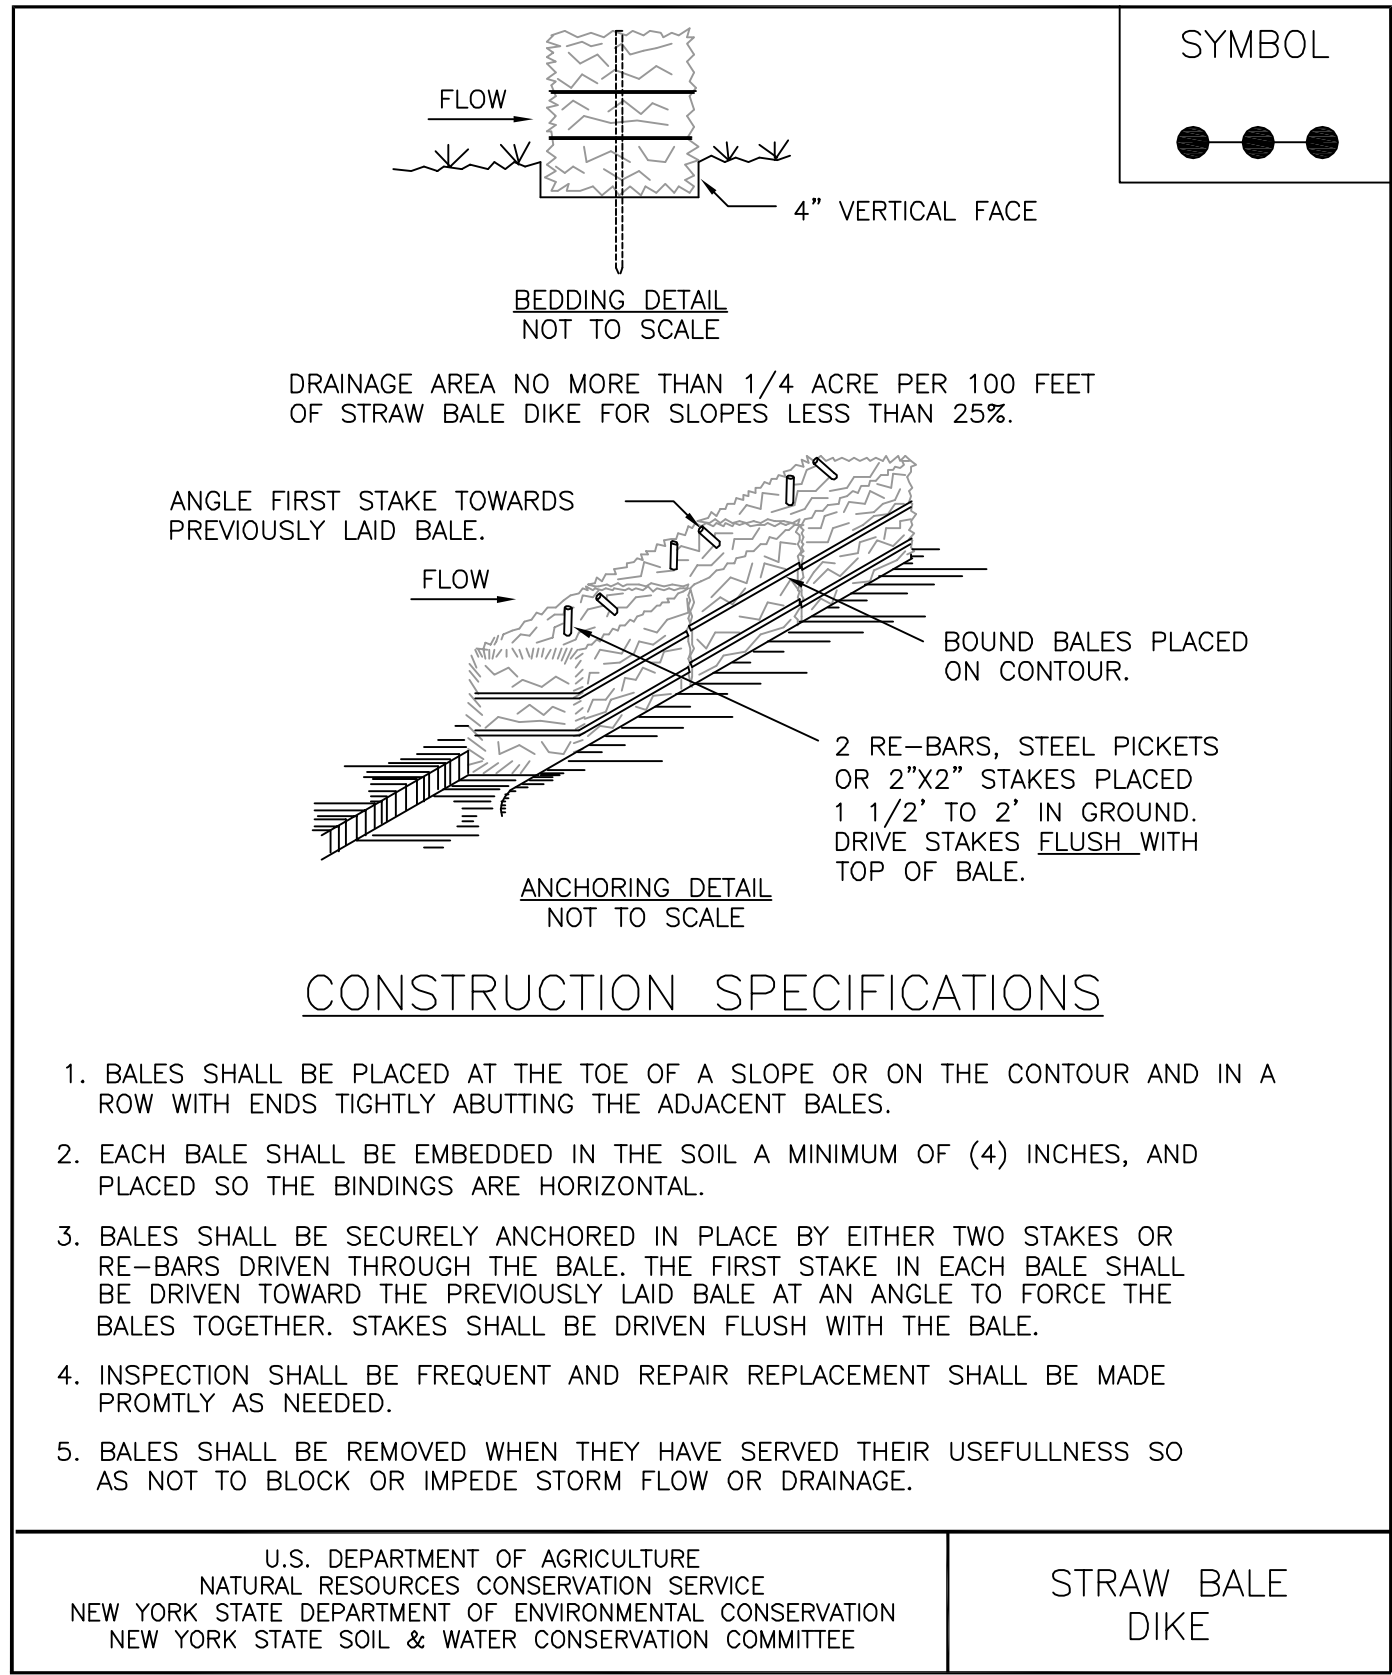 SYMBOL
FLOW
4” VERTICAL FACE
BEDDING DETAIL
NOT TO SCALE
DRAINAGE AREA NO MORE THAN 1/4 ACRE PER 100 FEET
OF STRAW BALE DIKE FOR SLOPES LESS THAN 25%.
ANGLE FIRST STAKE TOWARDS
PREVIOUSLY LAID BALE.
FLOW
BOUND BALES PLACED
ON CONTOUR.
2 RE-BARS, STEEL PICKETS
OR 2”X2” STAKES PLACED
1 1/2’ TO 2’ IN GROUND.
DRIVE STAKES FLUSH WITH
TOP OF BALE.
ANCHORING DETAIL
NOT TO SCALE
CONSTRUCTION SPECIFICATIONS
1. BALES SHALL BE PLACED AT THE TOE OF A SLOPE OR ON THE CONTOUR AND IN A
ROW WITH ENDS TIGHTLY ABUTTING THE ADJACENT BALES.
2. EACH BALE SHALL BE EMBEDDED IN THE SOIL A MINIMUM OF (4) INCHES, AND
PLACED SO THE BINDINGS ARE HORIZONTAL.
3. BALES SHALL BE SECURELY ANCHORED IN PLACE BY EITHER TWO STAKES OR
RE-BARS DRIVEN THROUGH THE BALE. THE FIRST STAKE IN EACH BALE SHALL
BE DRIVEN TOWARD THE PREVIOUSLY LAID BALE AT AN ANGLE TO FORCE THE
BALES TOGETHER. STAKES SHALL BE DRIVEN FLUSH WITH THE BALE.
4. INSPECTION SHALL BE FREQUENT AND REPAIR REPLACEMENT SHALL BE MADE
PROMTLY AS NEEDED.
5. BALES SHALL BE REMOVED WHEN THEY HAVE SERVED THEIR USEFULLNESS SO
AS NOT TO BLOCK OR IMPEDE STORM FLOW OR DRAINAGE.
U.S. DEPARTMENT OF AGRICULTURE
NATURAL RESOURCES CONSERVATION SERVICE
NEW YORK STATE DEPARTMENT OF ENVIRONMENTAL CONSERVATION
NEW YORK STATE SOIL & WATER CONSERVATION COMMITTEE
STRAW BALE
DIKE